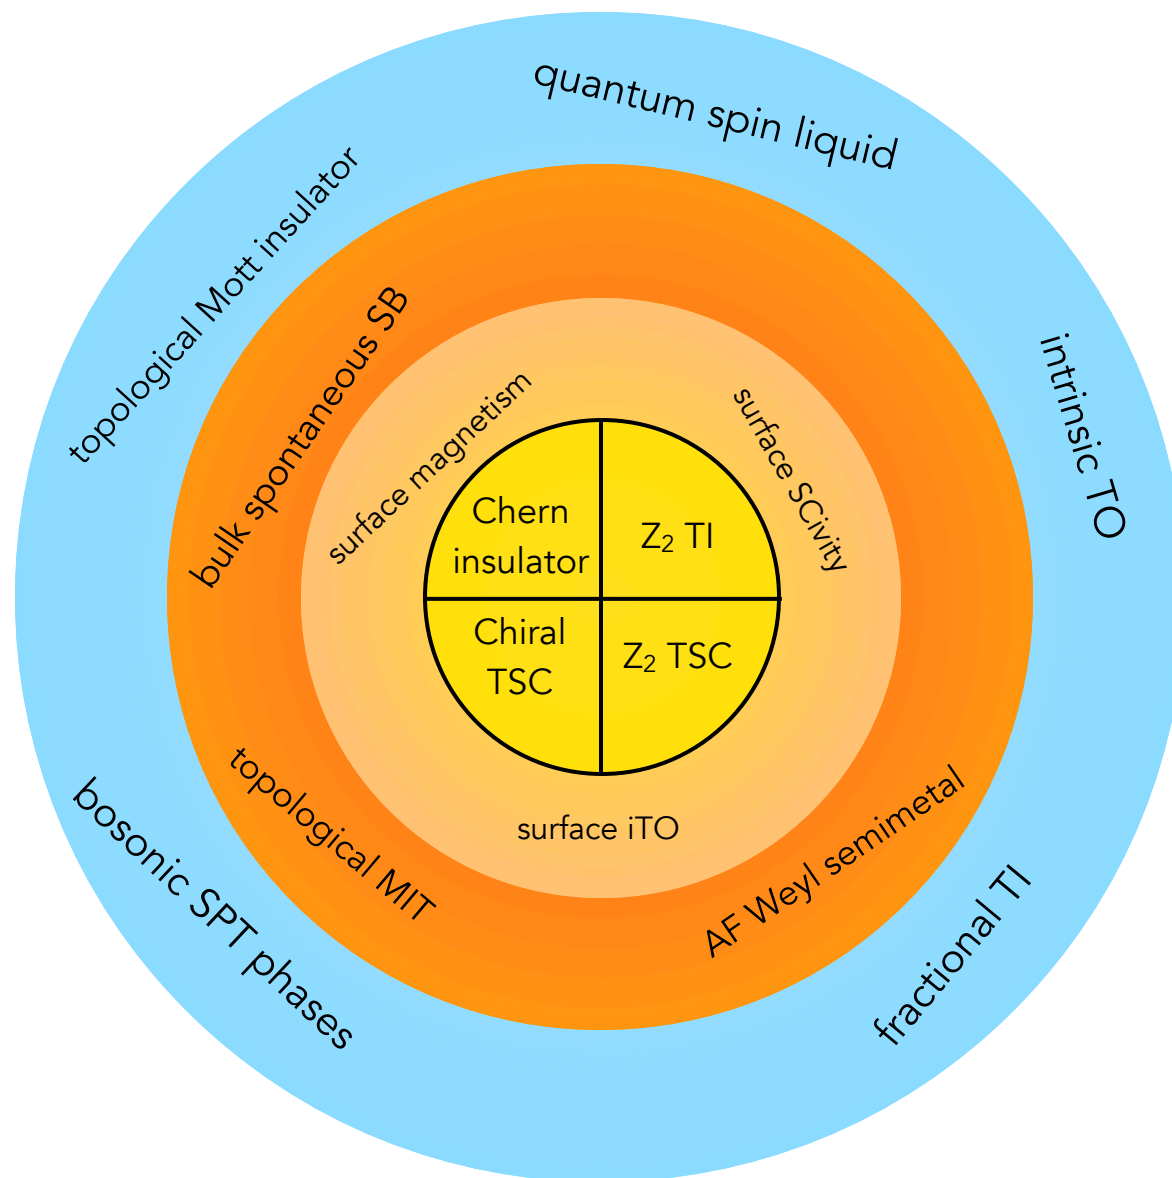 quantum spin liquid
topological Mott insulator
bulk spontaneous SB
intrinsic TO
surface magnetism
surface SCivity
Chern
insulator
Z₂ TI
Chiral
TSC
Z₂ TSC
surface iTO
topological MIT
AF Weyl semimetal
bosonic SPT phases
fractional TI